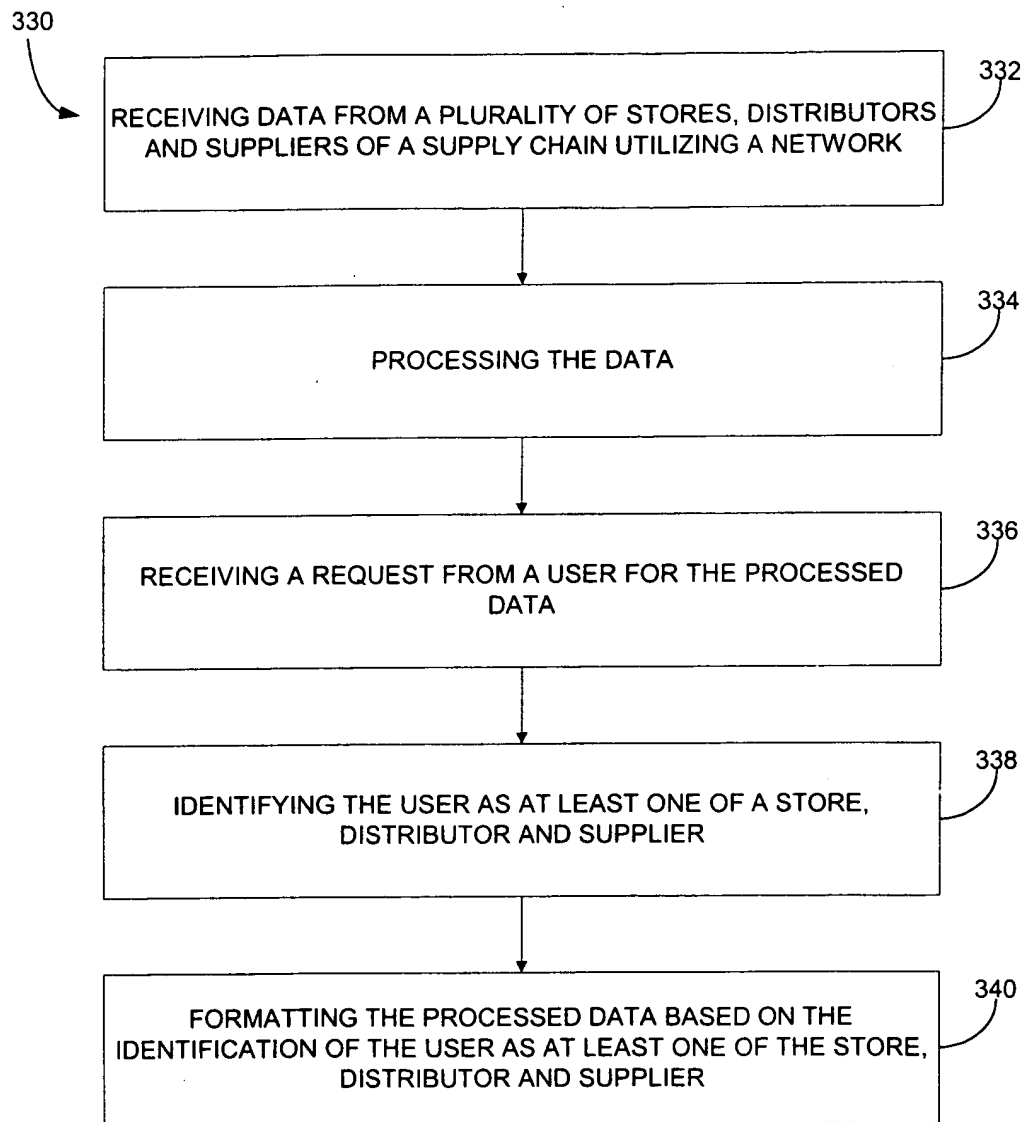 330
332
RECEIVING DATA FROM A PLURALITY OF STORES, DISTRIBUTORS
AND SUPPLIERS OF A SUPPLY CHAIN UTILIZING A NETWORK
334
PROCESSING THE DATA
336
RECEIVING A REQUEST FROM A USER FOR THE PROCESSED
DATA
338
IDENTIFYING THE USER AS AT LEAST ONE OF A STORE,
DISTRIBUTOR AND SUPPLIER
340
FORMATTING THE PROCESSED DATA BASED ON THE
IDENTIFICATION OF THE USER AS AT LEAST ONE OF THE STORE,
DISTRIBUTOR AND SUPPLIER